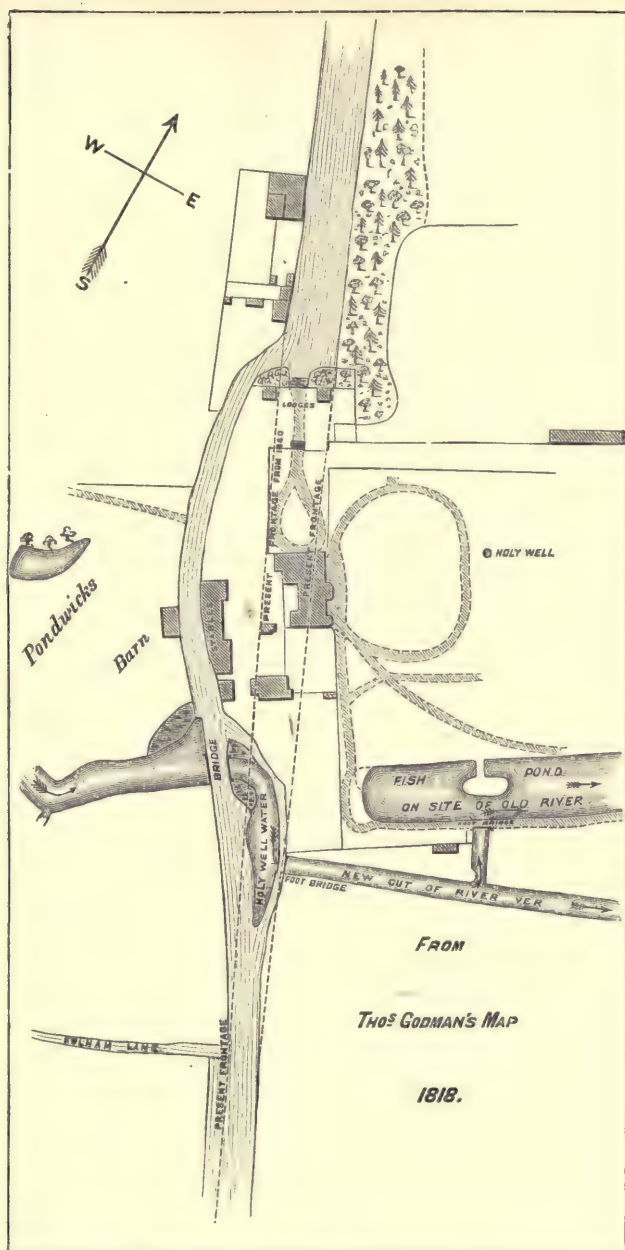 W
E
S
LODGES
PRESENT FRONTAGE FROM 1840
PRESENT FRONTAGE
HOLY WELL
Pondwicks
Barn
STABLES
BRIDGE
HOLY WELL WATER
FISH POND
ON SITE OF OLD RIVER
FOOT BRIDGE
NEW CUT OF RIVER VER
FOOT BRIDGE
LANE
PRESENT FRONTAGE
FROM
THOS GODMAN'S MAP
1818.